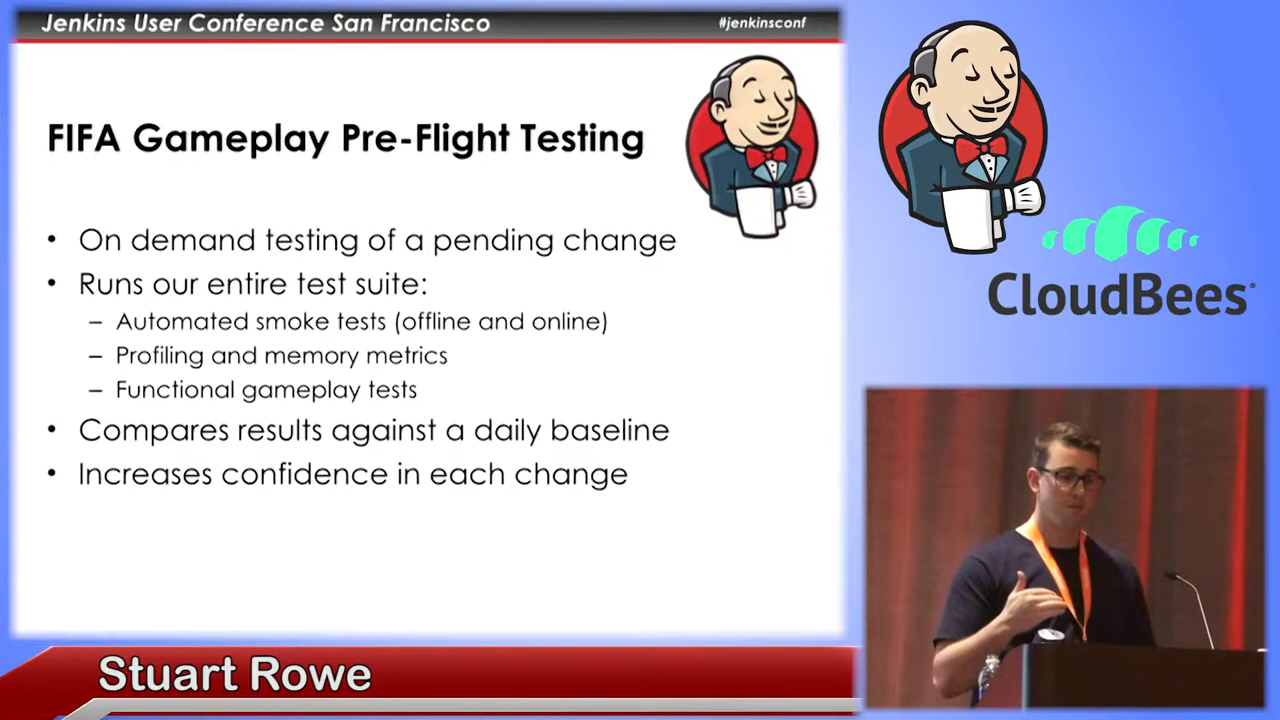 Jenkins User Conference San Francisco
#jenkinsconf
FIFA Gameplay Pre-Flight Testing
• On demand testing of a pending change
• Runs our entire test suite:
– Automated smoke tests (offline and online)
– Profiling and memory metrics
– Functional gameplay tests
• Compares results against a daily baseline
• Increases confidence in each change
CloudBees
Stuart Rowe